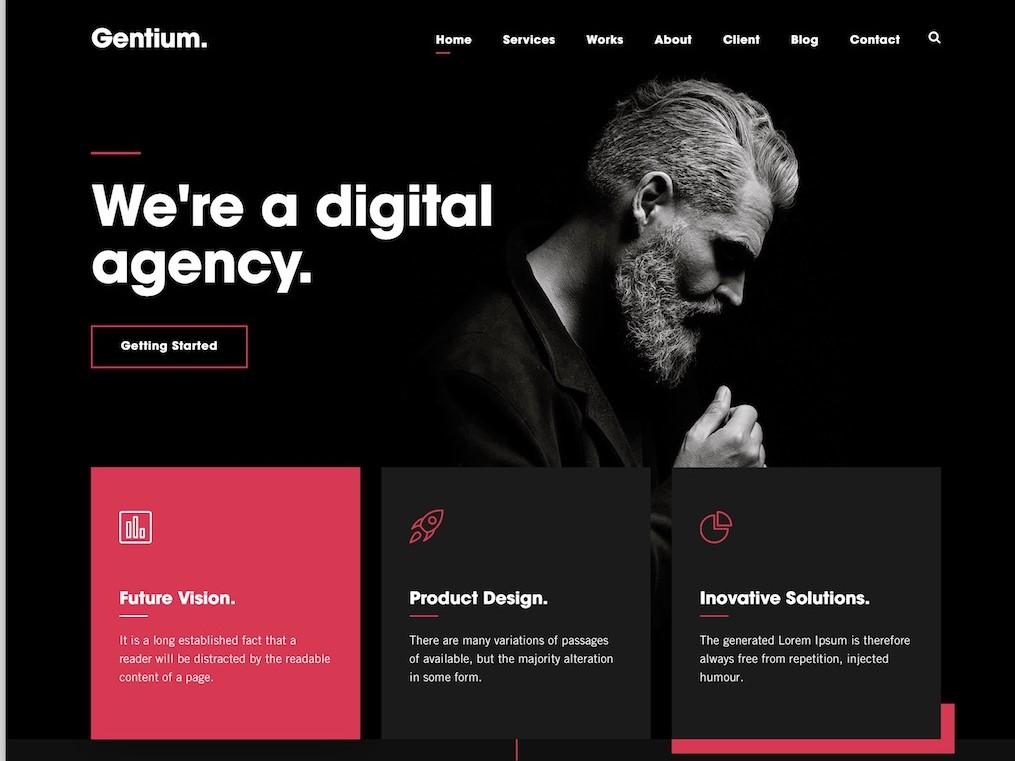 Gentium.
Home Services Works About Client Blog Contact
We're a digital
agency.
Getting Started
Future Vision.
It is a long established fact that a
reader will be distracted by the readable
content of a page.
Product Design.
There are many variations of passages
of available, but the majority alteration
in some form.
Inovative Solutions.
The generated Lorem Ipsum is therefore
always free from repetition, injected
humour.